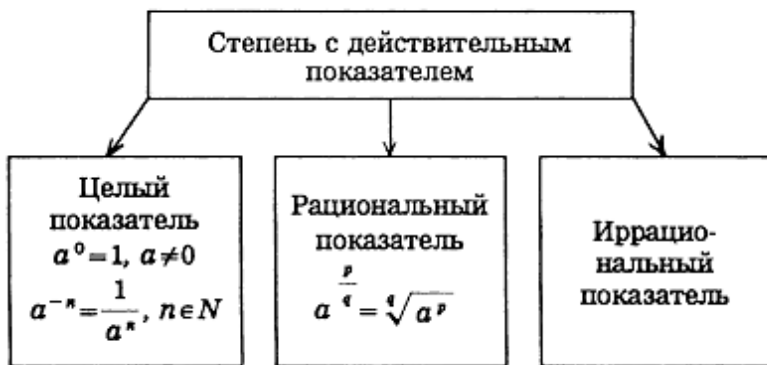 Степень с действительным
показателем
Целый
показатель
a⁰=1, a≠0
a⁻ⁿ=1/aⁿ, n∈N
Рациональный
показатель
a^(p/q)=ᑫ√(aᵖ)
Иррацио-
нальный
показатель